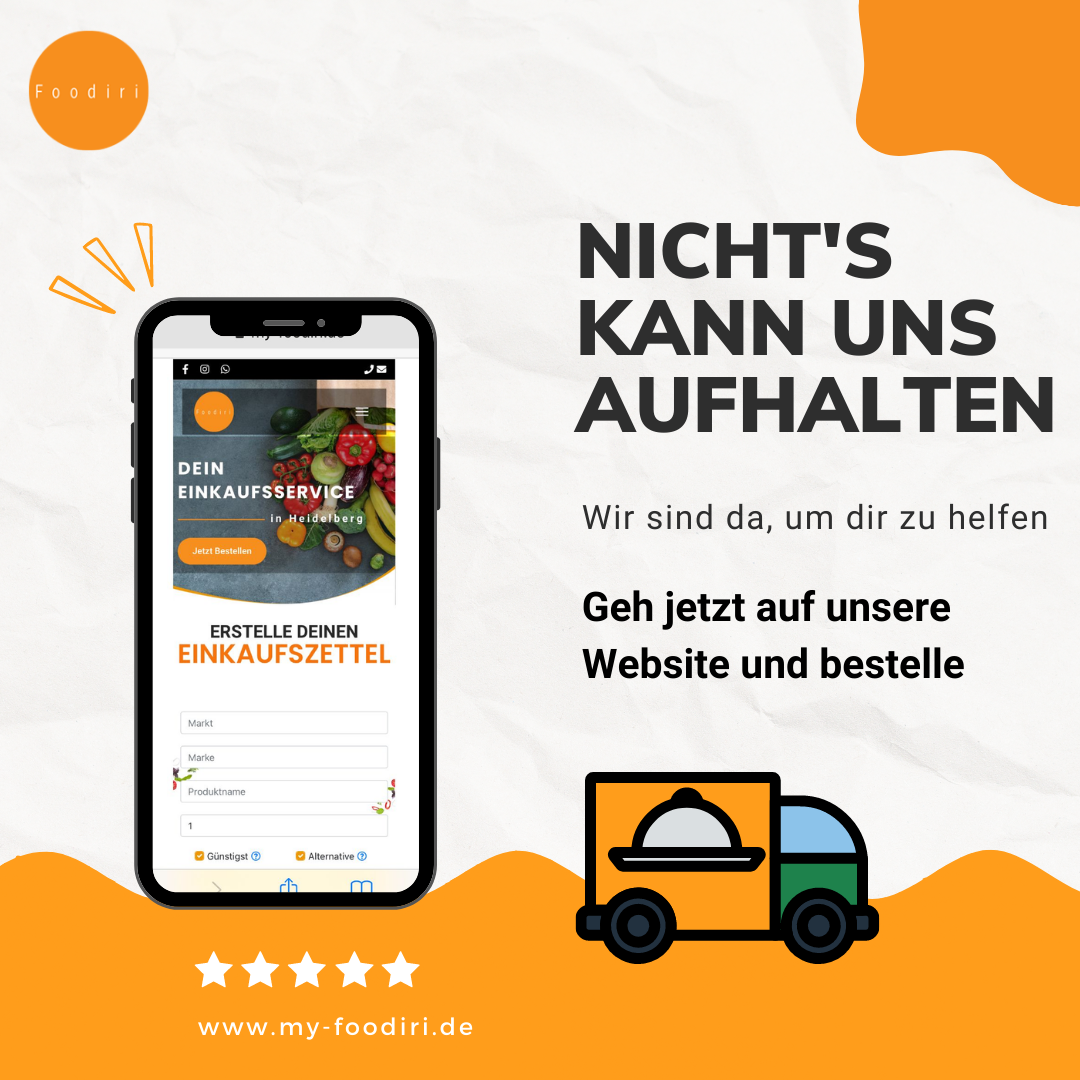 Foodiri
NICHT'S
KANN UNS
AUFHALTEN
Wir sind da, um dir zu helfen
Geh jetzt auf unsere
Website und bestelle
Foodiri
DEIN
EINKAUFSSERVICE
in Heidelberg
Jetzt Bestellen
ERSTELLE DEINEN
EINKAUFSZETTEL
Markt
Marke
Produktname
1
Günstigst ? Alternative ?
www.my-foodiri.de